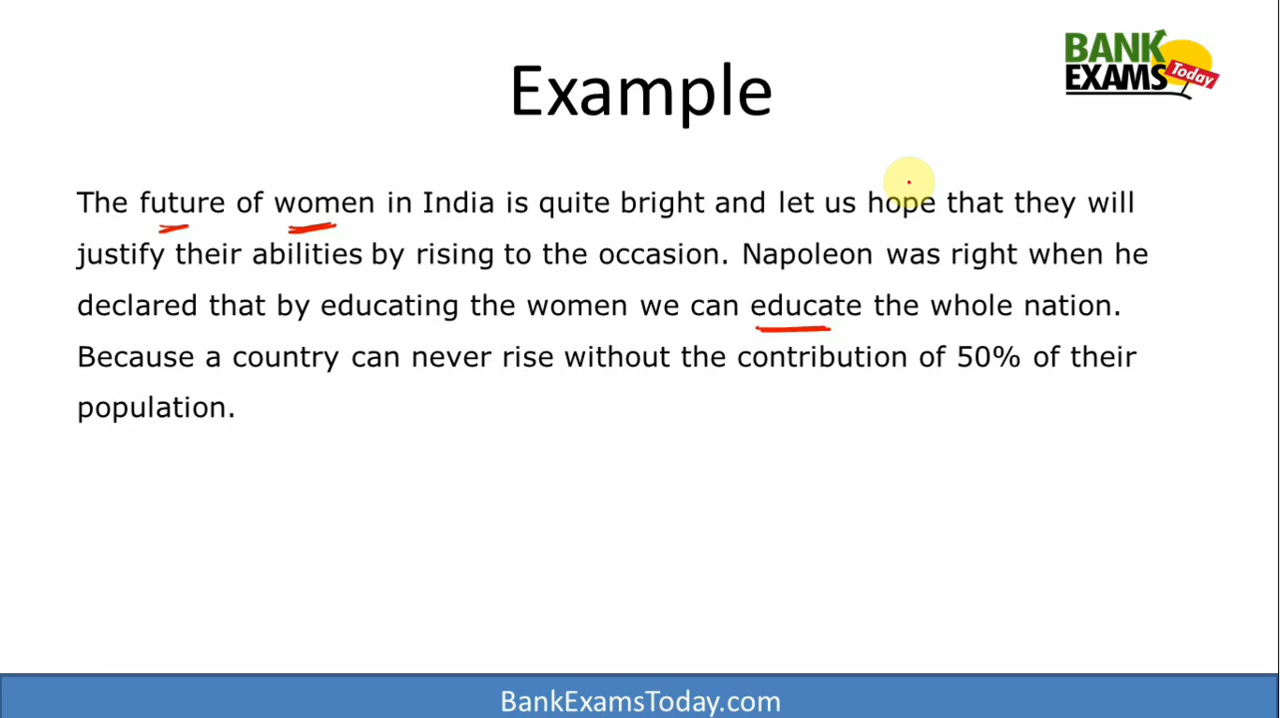 BANK
EXAMS Today
Example
The future of women in India is quite bright and let us hope that they will
justify their abilities by rising to the occasion. Napoleon was right when he
declared that by educating the women we can educate the whole nation.
Because a country can never rise without the contribution of 50% of their
population.
BankExamsToday.com